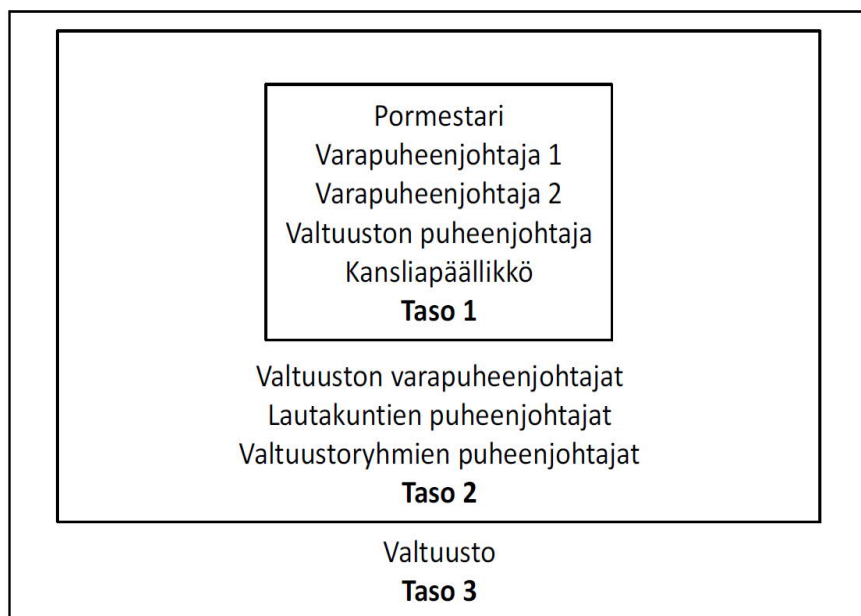 Pormestari
Varapuheenjohtaja 1
Varapuheenjohtaja 2
Valtuuston puheenjohtaja
Kansliapäällikkö
Taso 1
Valtuuston varapuheenjohtajat
Lautakuntien puheenjohtajat
Valtuustoryhmien puheenjohtajat
Taso 2
Valtuusto
Taso 3